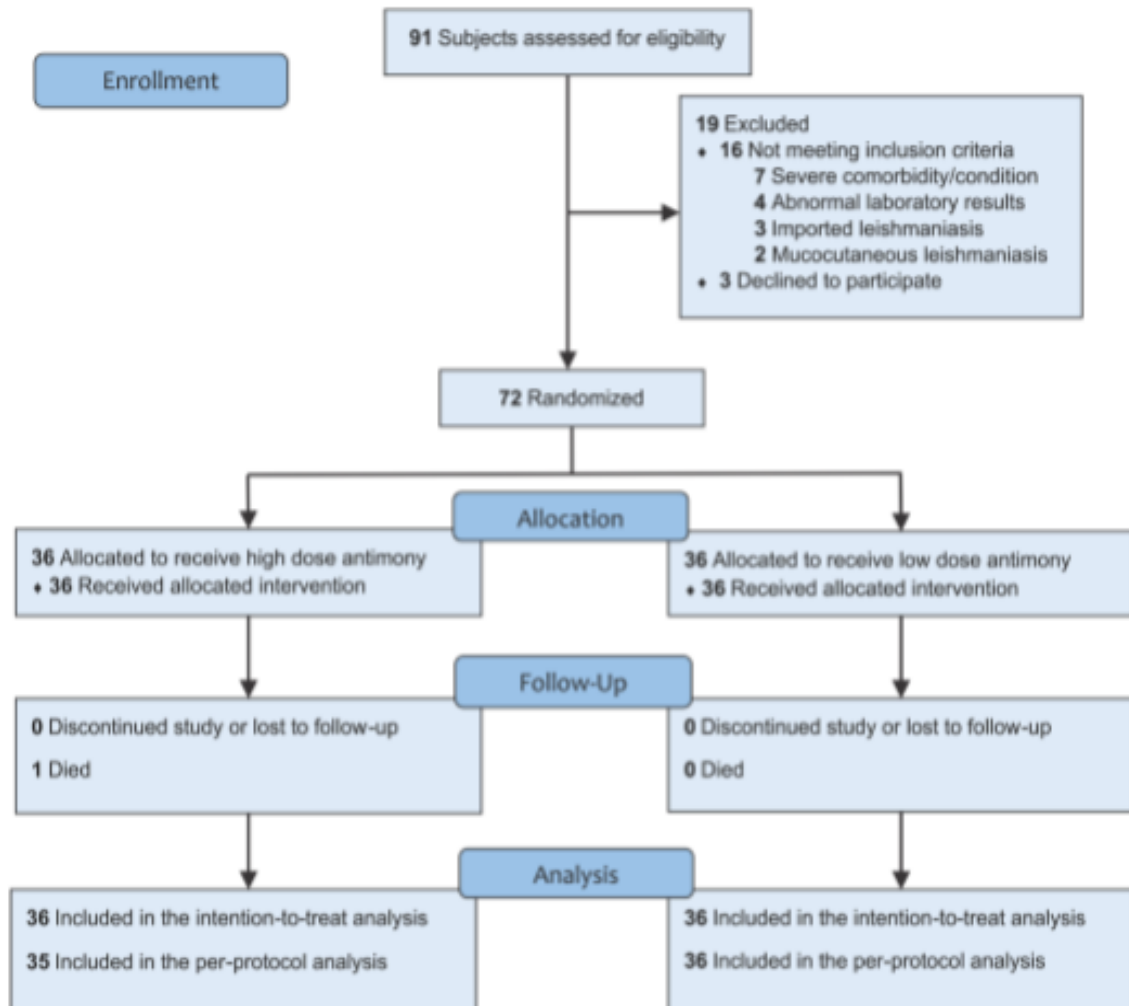 91 Subjects assessed for eligibility
Enrollment
19 Excluded
♦ 16 Not meeting inclusion criteria
7 Severe comorbidity/condition
4 Abnormal laboratory results
3 Imported leishmaniasis
2 Mucocutaneous leishmaniasis
♦ 3 Declined to participate
72 Randomized
Allocation
36 Allocated to receive high dose antimony
♦ 36 Received allocated intervention
36 Allocated to receive low dose antimony
♦ 36 Received allocated intervention
Follow-Up
0 Discontinued study or lost to follow-up
1 Died
0 Discontinued study or lost to follow-up
0 Died
Analysis
36 Included in the intention-to-treat analysis
35 Included in the per-protocol analysis
36 Included in the intention-to-treat analysis
36 Included in the per-protocol analysis